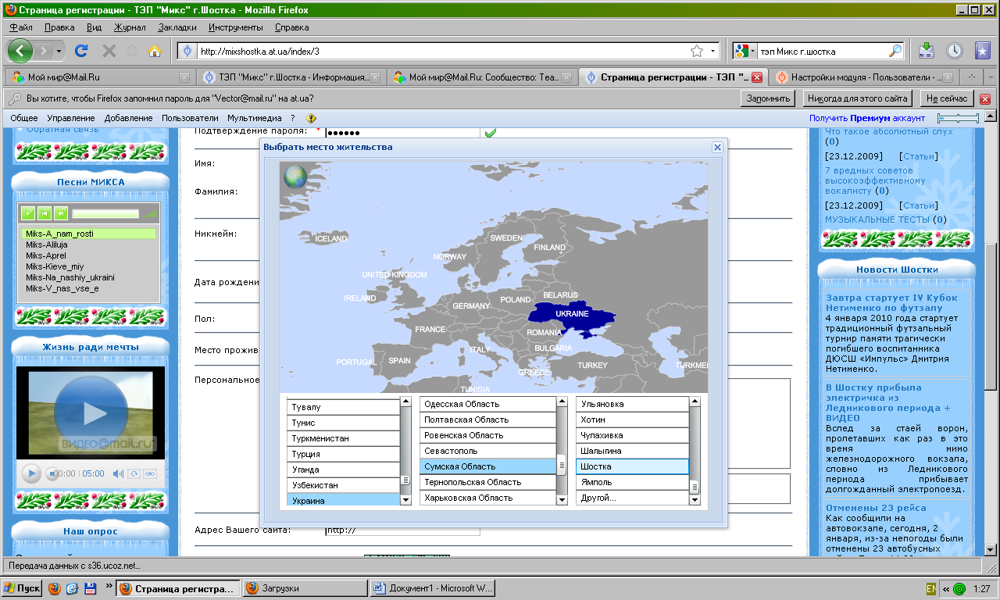 Страница регистрации - ТЭП "Микс" г.Шостка - Mozilla Firefox
Файл Правка Вид Журнал Закладки Инструменты Справка
http://mixshostka.at.ua/index/3
тэп Микс г.шостка
Мой мир@Mail.Ru
ТЭП "Микс" г.Шостка - Информация...
Мой мир@Mail.Ru: Сообщество: Теа...
Страница регистрации - ТЭП "_
Настройки модуля - Пользователи - ...
Вы хотите, чтобы Firefox запомнил пароль для "Vector@mail.ru" на at.ua?
Запомнить
Никогда для этого сайта
Не сейчас
Общее Управление Добавление Пользователи Мультимедиа ?
Получить Премиум аккаунт
Обратная связь
Песни МИКСА
Miks-A_nam_rosti
Miks-Aliluja
Miks-Aprel
Miks-Kieve_miy
Miks-Na_nashiy_ukraini
Miks-V_nas_vse_e
Жизнь ради мечты
ВИДЕО@mail.ru
00:00 | 05:00
Наш опрос
Подтверждение пароля: *
••••••
Имя:
Фамилия:
Никнейм:
Дата рождени
Пол:
Место прожив
Персональное
Адрес Вашего сайта:
http://
Выбрать место жительства
ICELAND
SWEDEN
FINLAND
NORWAY
UNITED KINGDOM
IRELAND
GERMANY
POLAND
BELARUS
UKRAINE
FRANCE
ROMANIA
ITALY
BULGARIA
PORTUGAL
SPAIN
GREECE
TURKEY
TURKME
TUNISIA
Тувалу
Тунис
Туркменистан
Турция
Уганда
Узбекистан
Украина
Одесская Область
Полтавская Область
Ровенская Область
Севастополь
Сумская Область
Тернопольская Область
Харьковская Область
Ульяновка
Хотин
Чупахивка
Шалыгина
Шостка
Ямполь
Другой...
Что такое абсолютный слух
(0)
[23.12.2009] [Статьи]
7 вредных советов
высокоэффективному
вокалисту (0)
[23.12.2009] [Статьи]
МУЗЫКАЛЬНЫЕ ТЕСТЫ (0)
Новости Шостки
Завтра стартует IV Кубок
Нетименко по футзалу
4 января 2010 года стартует
традиционный футзальный
турнир памяти трагически
погибшего воспитанника
ДЮСШ «Импульс» Дмитрия
Нетименко.
В Шостку прибыла
электричка из
Ледникового периода +
ВИДЕО
Вслед за стаей ворон,
пролетавших как раз в это
время мимо
железнодорожного вокзала,
словно из Ледникового
периода прибывает
долгожданный электропоезд.
Отменены 23 рейса
Как сообщили на
автовокзале, сегодня, 2
января, из-за непогоды были
отменены 23 автобусных
Передача данных с s36.ucoz.net...
Пуск
Страница регистра...
Загрузки
Документ1 - Microsoft W...
EN
1:27